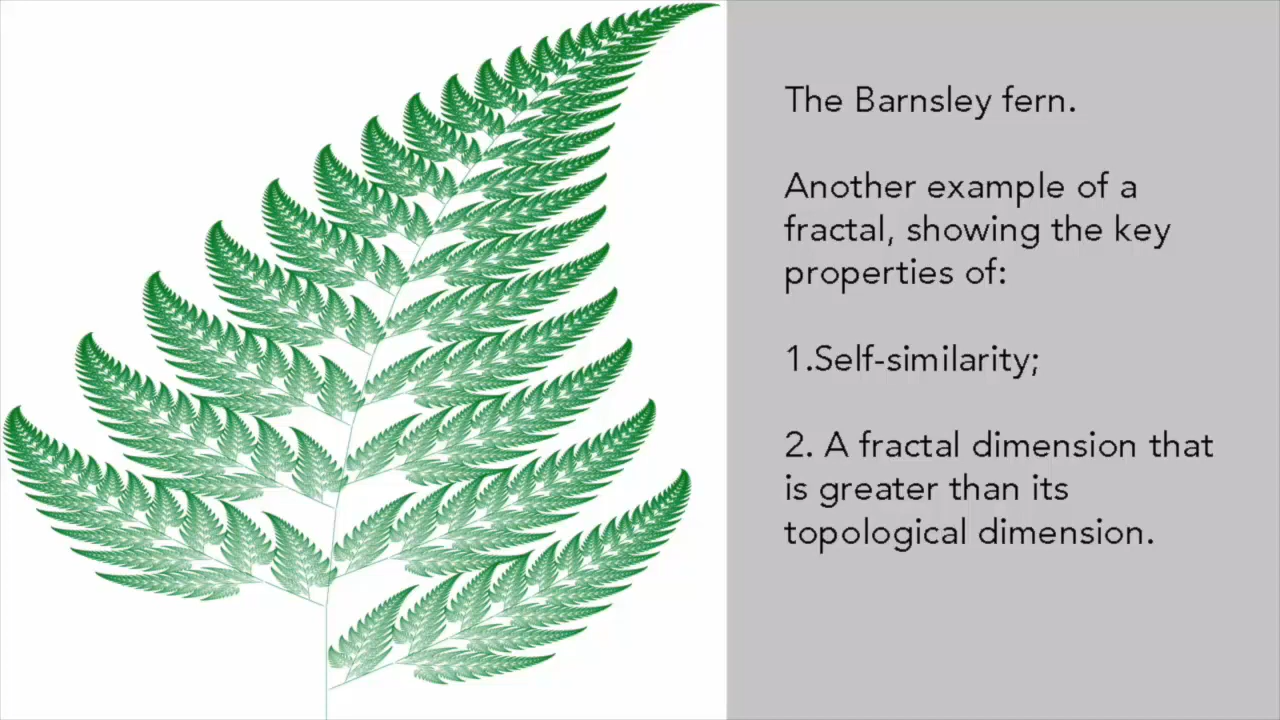 The Barnsley fern.
Another example of a
fractal, showing the key
properties of:
1.Self-similarity;
2. A fractal dimension that
is greater than its
topological dimension.